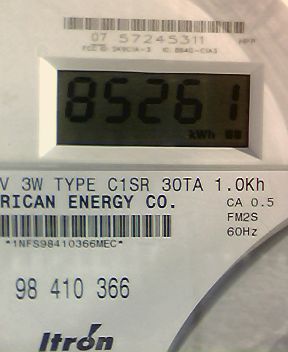 07 57245311
85261
kWh
V 3W TYPE C1SR 30TA 1.0Kh
RICAN ENERGY CO.
CA 0.5
FM2S
60Hz
*1NFS98410366MEC*
98 410 366
Itrón